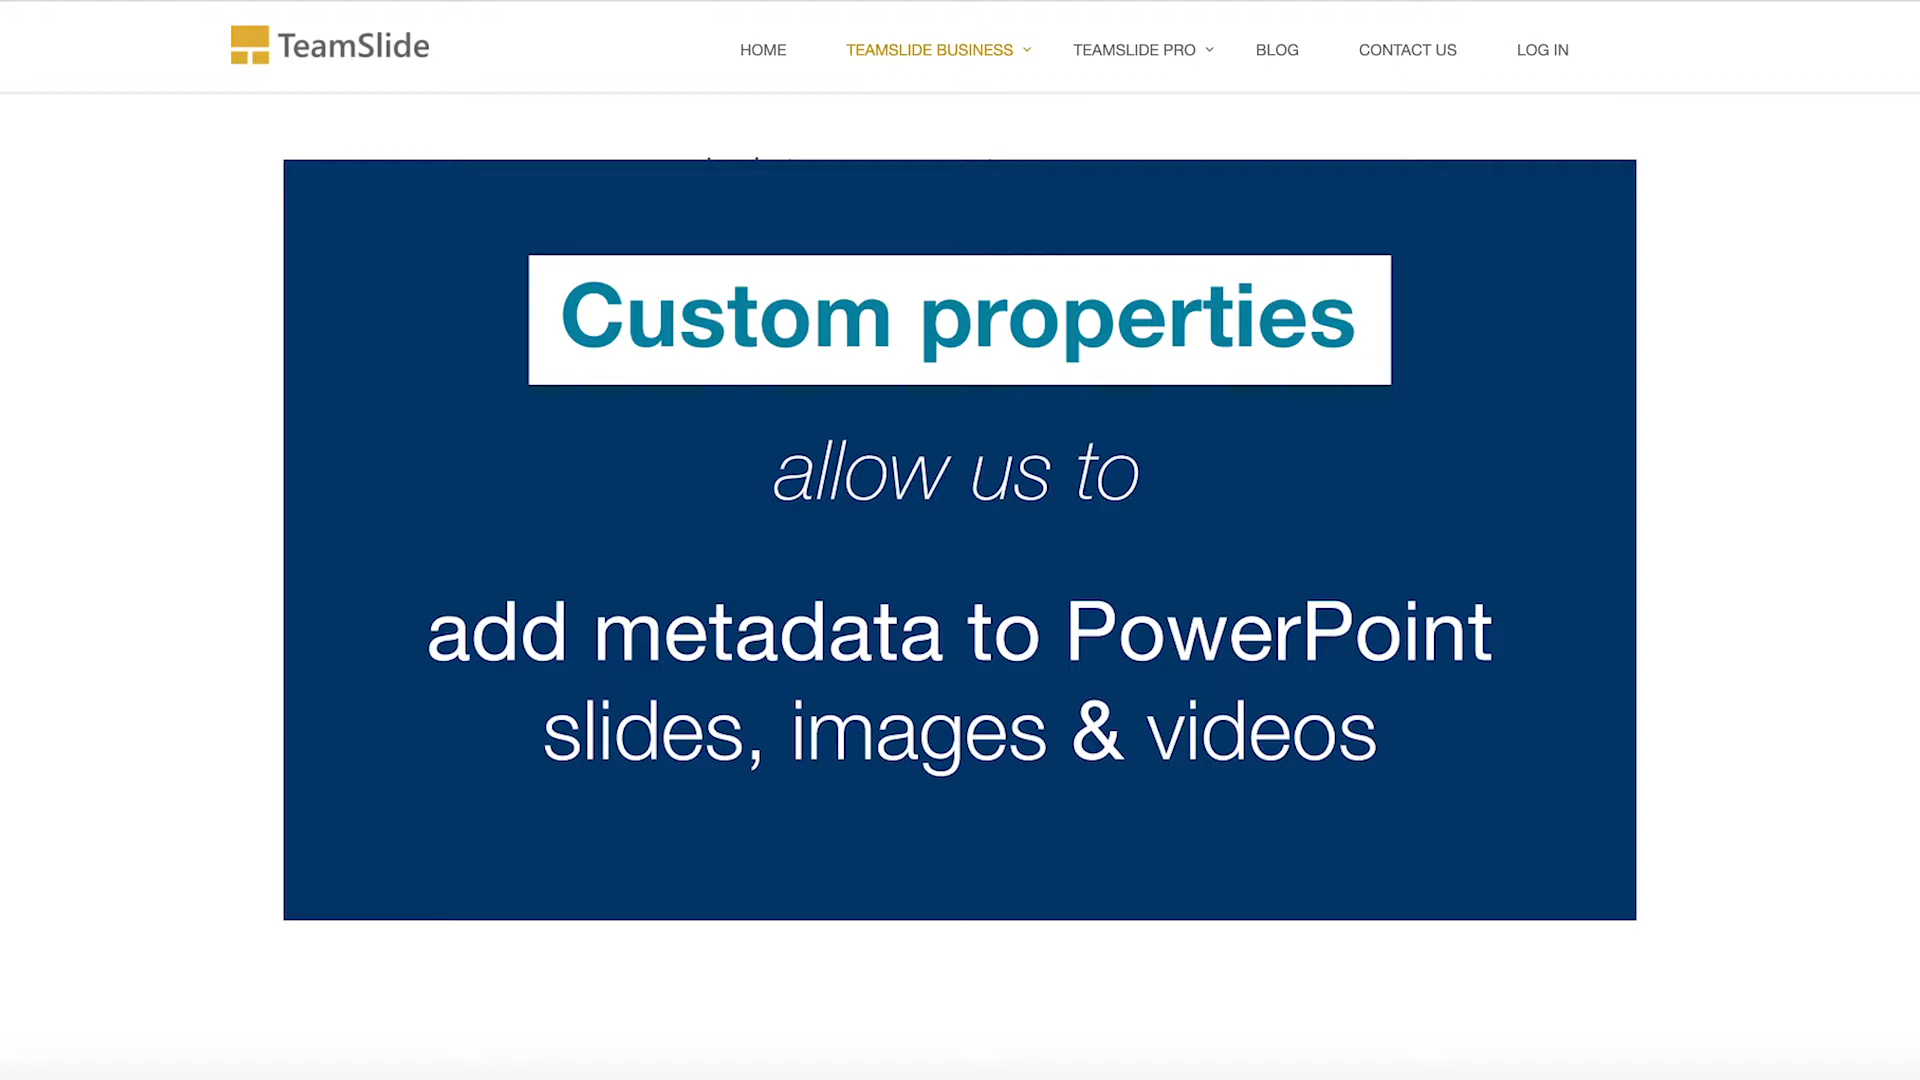 TeamSlide
HOME TEAMSLIDE BUSINESS TEAMSLIDE PRO BLOG CONTACT US LOG IN
Custom properties
allow us to
add metadata to PowerPoint
slides, images & videos